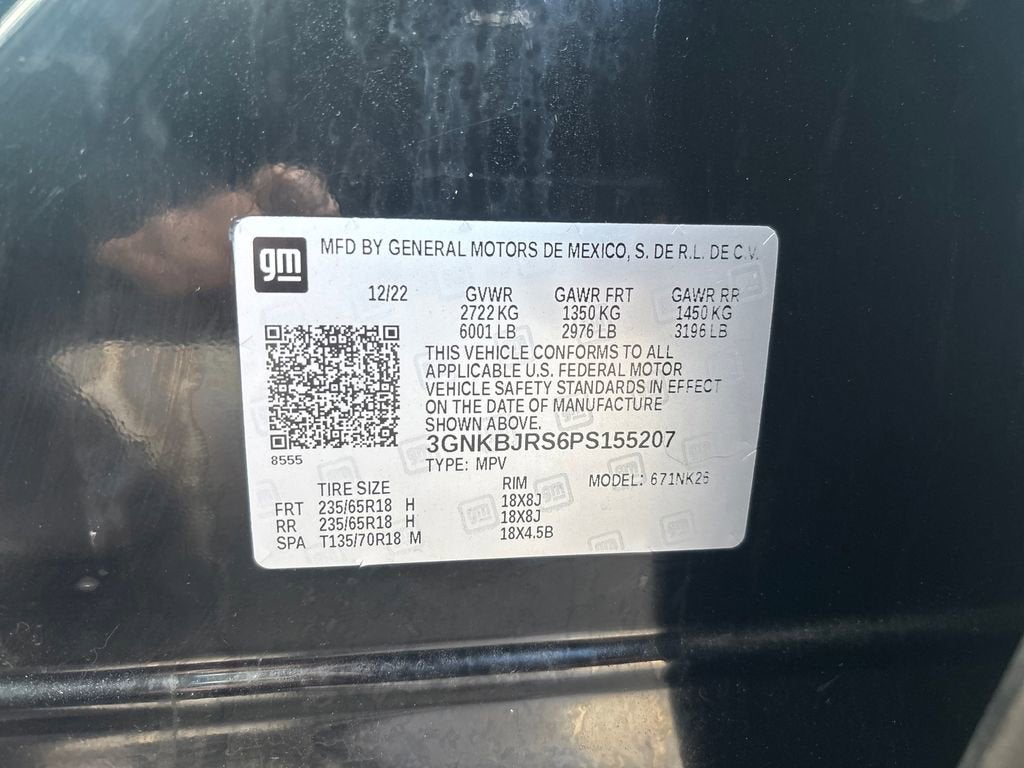 gm MFD BY GENERAL MOTORS DE MEXICO, S. DE R.L. DE C.V.
12/22 GVWR GAWR FRT GAWR RR
2722 KG 1350 KG 1450 KG
6001 LB 2976 LB 3196 LB
THIS VEHICLE CONFORMS TO ALL
APPLICABLE U.S. FEDERAL MOTOR
VEHICLE SAFETY STANDARDS IN EFFECT
ON THE DATE OF MANUFACTURE
SHOWN ABOVE.
3GNKBJRS6PS155207
8555
TYPE: MPV MODEL: 671NK26
TIRE SIZE RIM
FRT 235/65R18 H 18X8J
RR 235/65R18 H 18X8J
SPA T135/70R18 M 18X4.5B